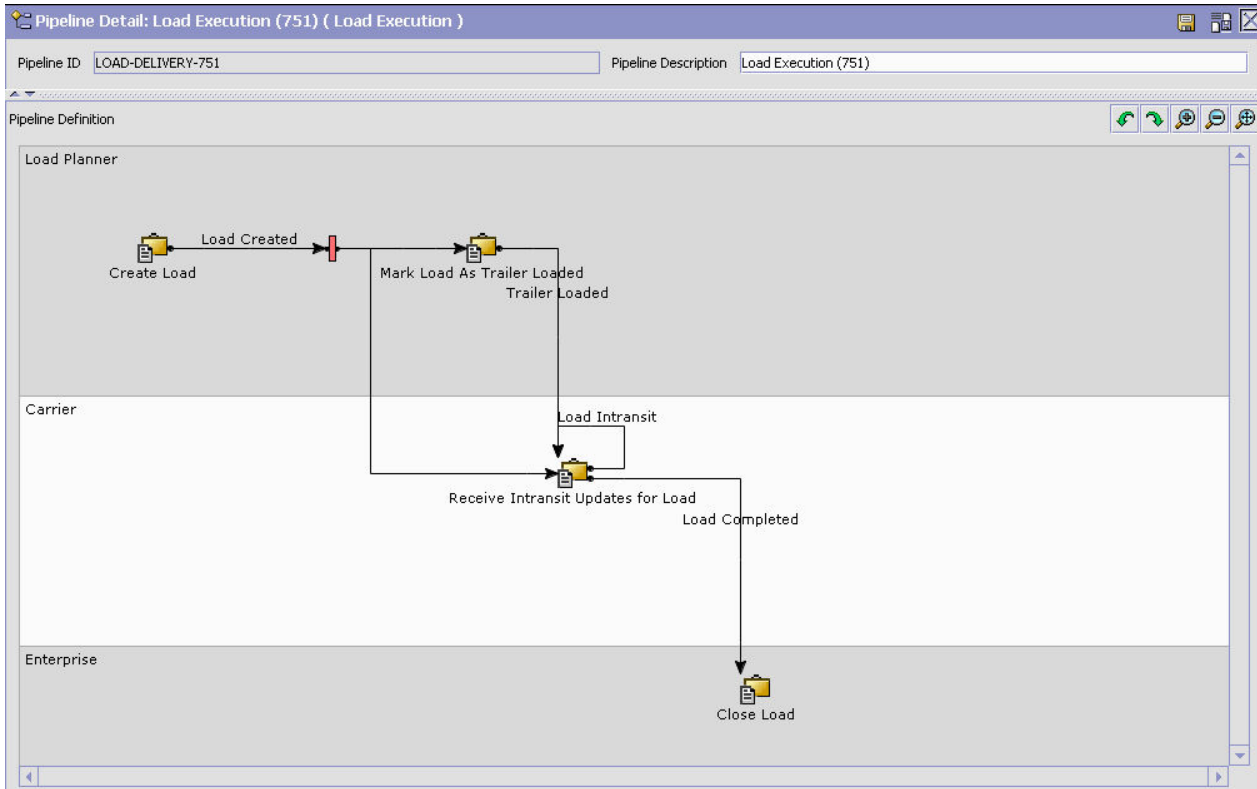 Pipeline Detail: Load Execution (751) ( Load Execution )
Pipeline ID LOAD-DELIVERY-751 Pipeline Description Load Execution (751)
Pipeline Definition
Load Planner
Load Created
Create Load
Mark Load As Trailer Loaded
Trailer Loaded
Carrier
Load Intransit
Receive Intransit Updates for Load
Load Completed
Enterprise
Close Load